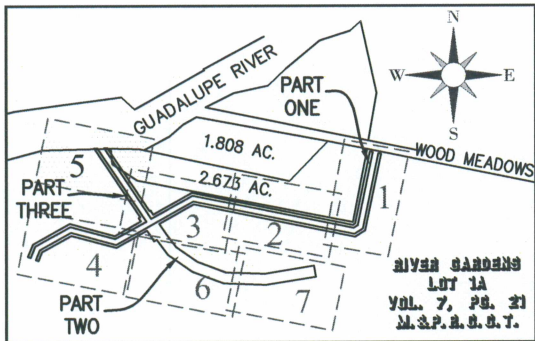 N
W E
S
GUADALUPE RIVER
PART
ONE
WOOD MEADOWS
1.808 AC.
2.673 AC.
5
PART
THREE
1
3
2
4
6
7
PART
TWO
RIVER GARDENS
LOT 1A
VOL. 7, PG. 21
M.&P.R.C.C.T.